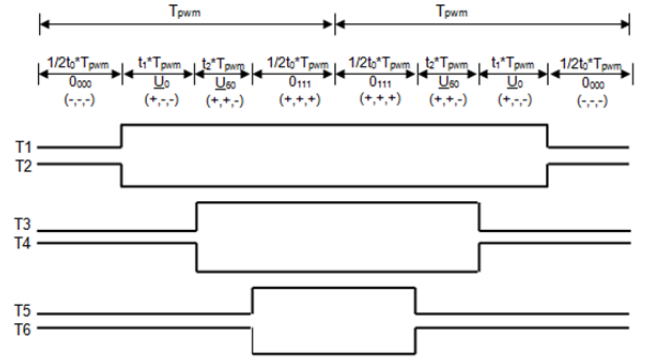 Tpwm Tpwm
1/2t₀*Tpwm t₁*Tpwm t₂*Tpwm 1/2t₀*Tpwm 1/2t₀*Tpwm t₂*Tpwm t₁*Tpwm 1/2t₀*Tpwm
0₀₀₀ U₀ U₆₀ 0₁₁₁ 0₁₁₁ U₆₀ U₀ 0₀₀₀
(-,-,-) (+,-,-) (+,+,-) (+,+,+) (+,+,+) (+,+,-) (+,-,-) (-,-,-)
T1
T2
T3
T4
T5
T6